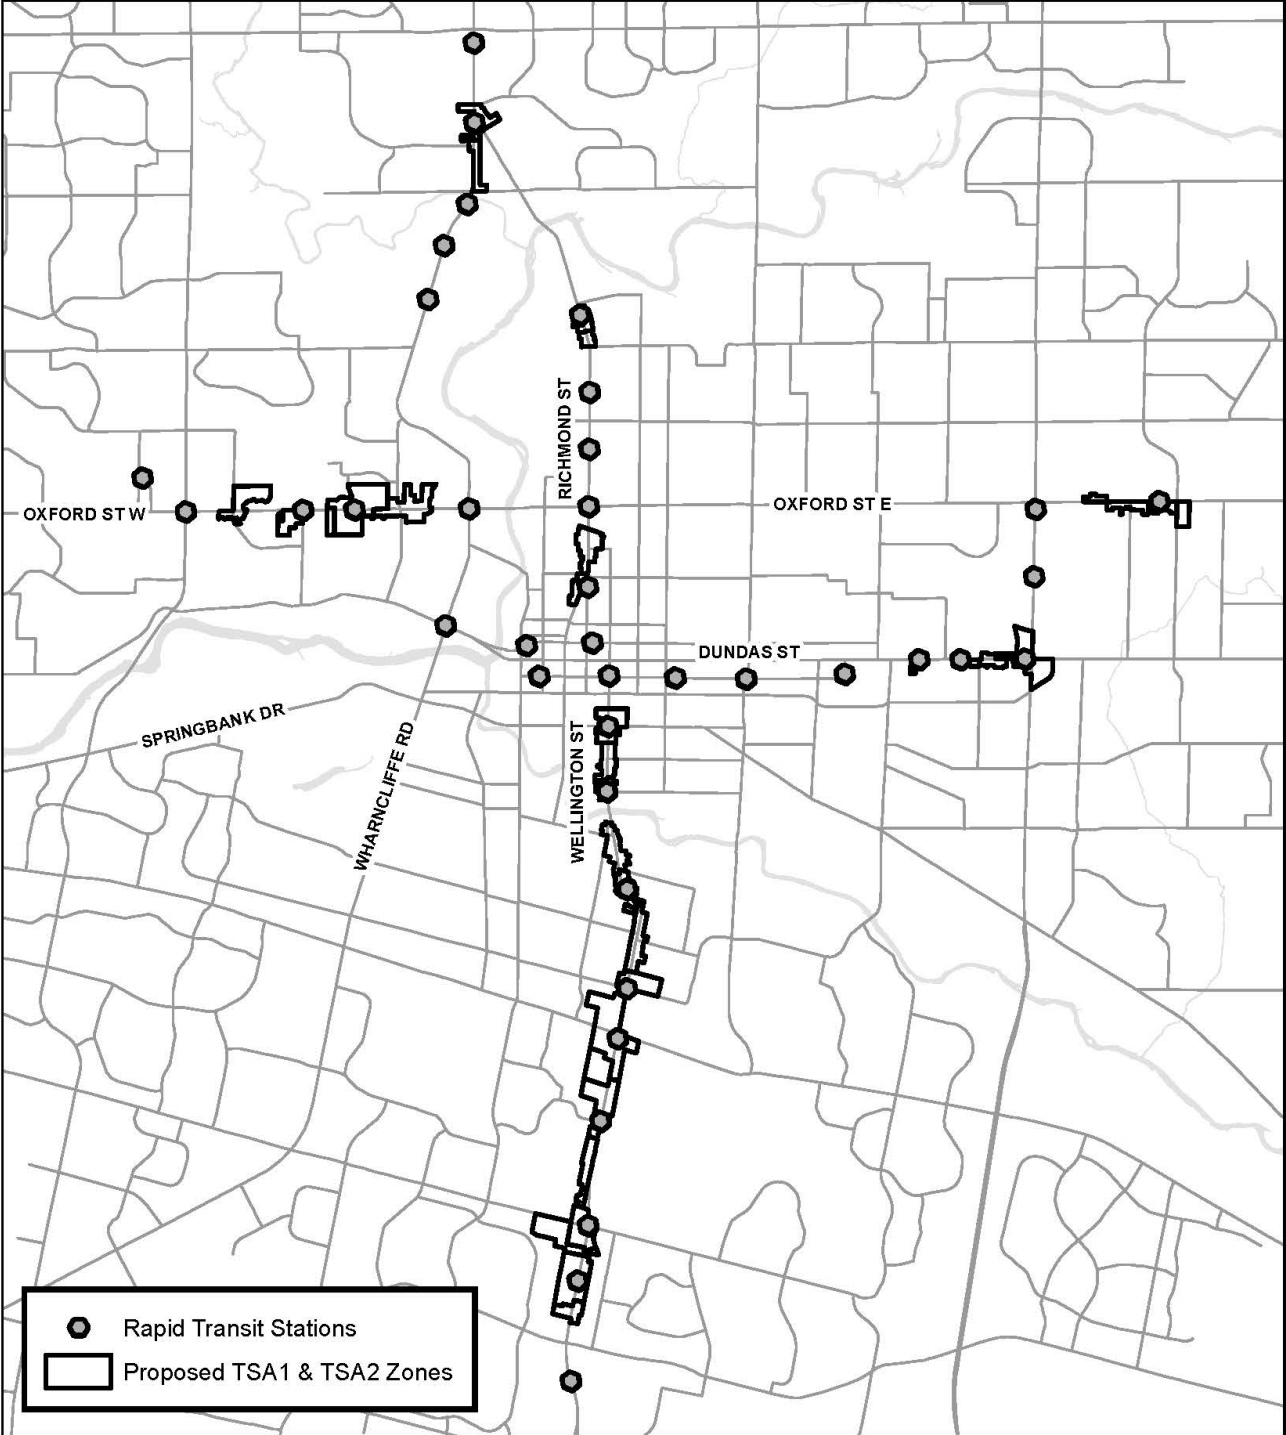 RICHMOND ST
OXFORD ST W
OXFORD ST E
DUNDAS ST
SPRINGBANK DR
WHARNCLIFFE RD
WELLINGTON ST
Rapid Transit Stations
Proposed TSA1 & TSA2 Zones